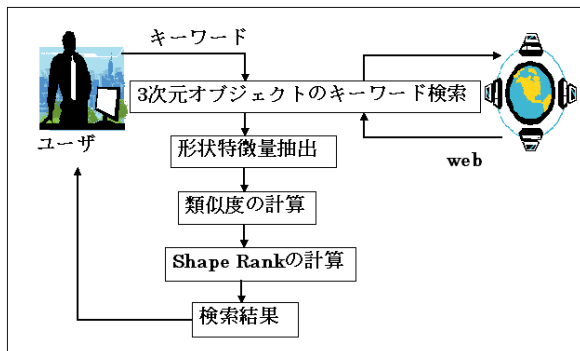 キーワード
3次元オブジェクトのキーワード検索
ユーザ
形状特徴量抽出
web
類似度の計算
Shape Rankの計算
検索結果